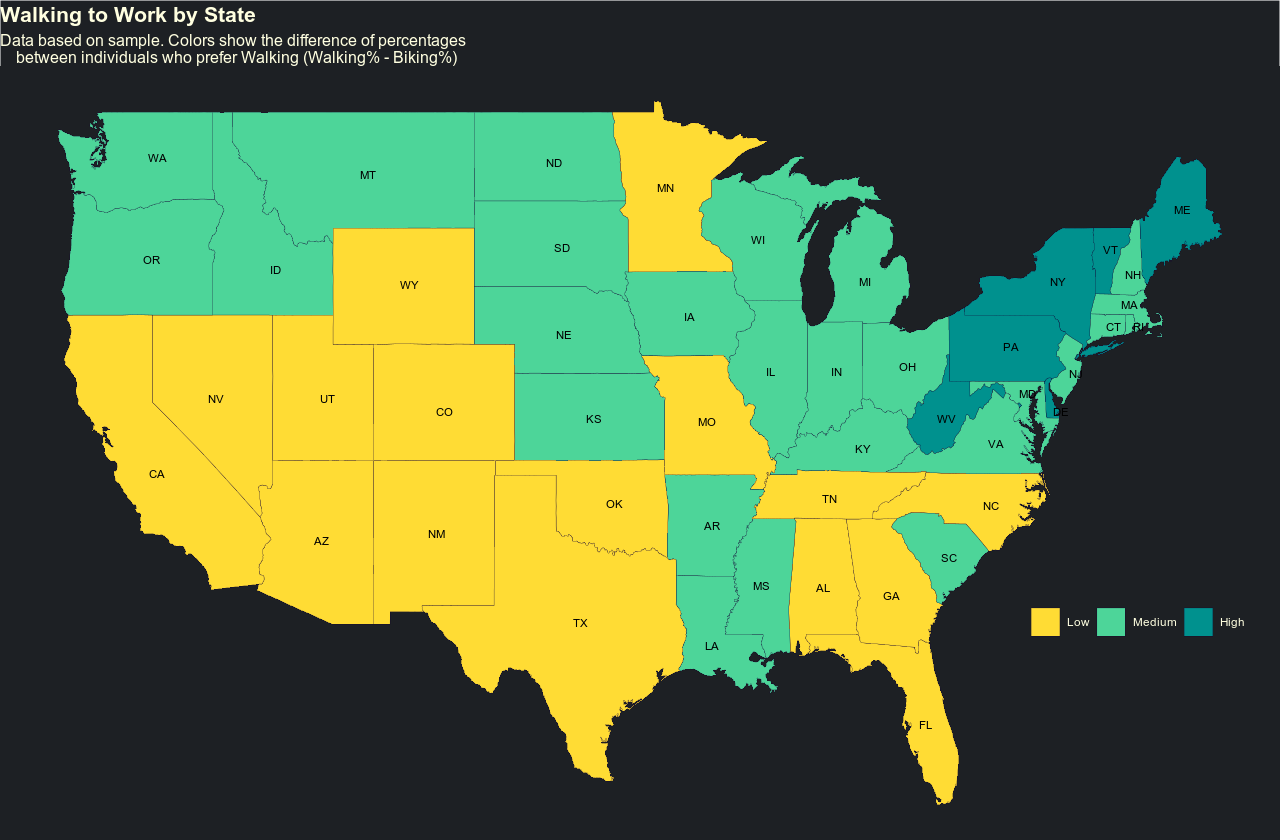 Walking to Work by State
Data based on sample. Colors show the difference of percentages
between individuals who prefer Walking (Walking% - Biking%)
WA
MT
ND
MN
ME
OR
ID
SD
WI
VT
WY
MI
NY
NH
NE
IA
MA
CT
RI
NV
UT
CO
KS
MO
IL
IN
OH
PA
NJ
MD
DE
WV
CA
KY
VA
AZ
NM
OK
AR
TN
NC
TX
LA
MS
AL
GA
SC
FL
Low
Medium
High